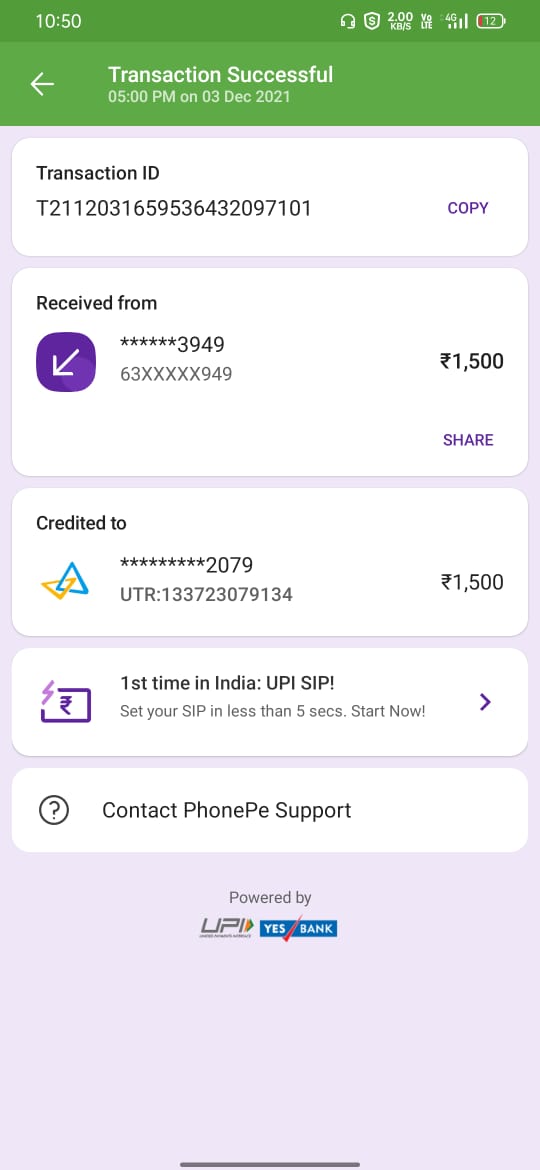 10:50
2.00 KB/S
Vo LTE
4G
12
Transaction Successful
05:00 PM on 03 Dec 2021
Transaction ID
T2112031659536432097101
COPY
Received from
******3949
63XXXXX949
₹1,500
SHARE
Credited to
*********2079
UTR:133723079134
₹1,500
1st time in India: UPI SIP!
Set your SIP in less than 5 secs. Start Now!
Contact PhonePe Support
Powered by
UPI
UNIFIED PAYMENTS INTERFACE
YES BANK